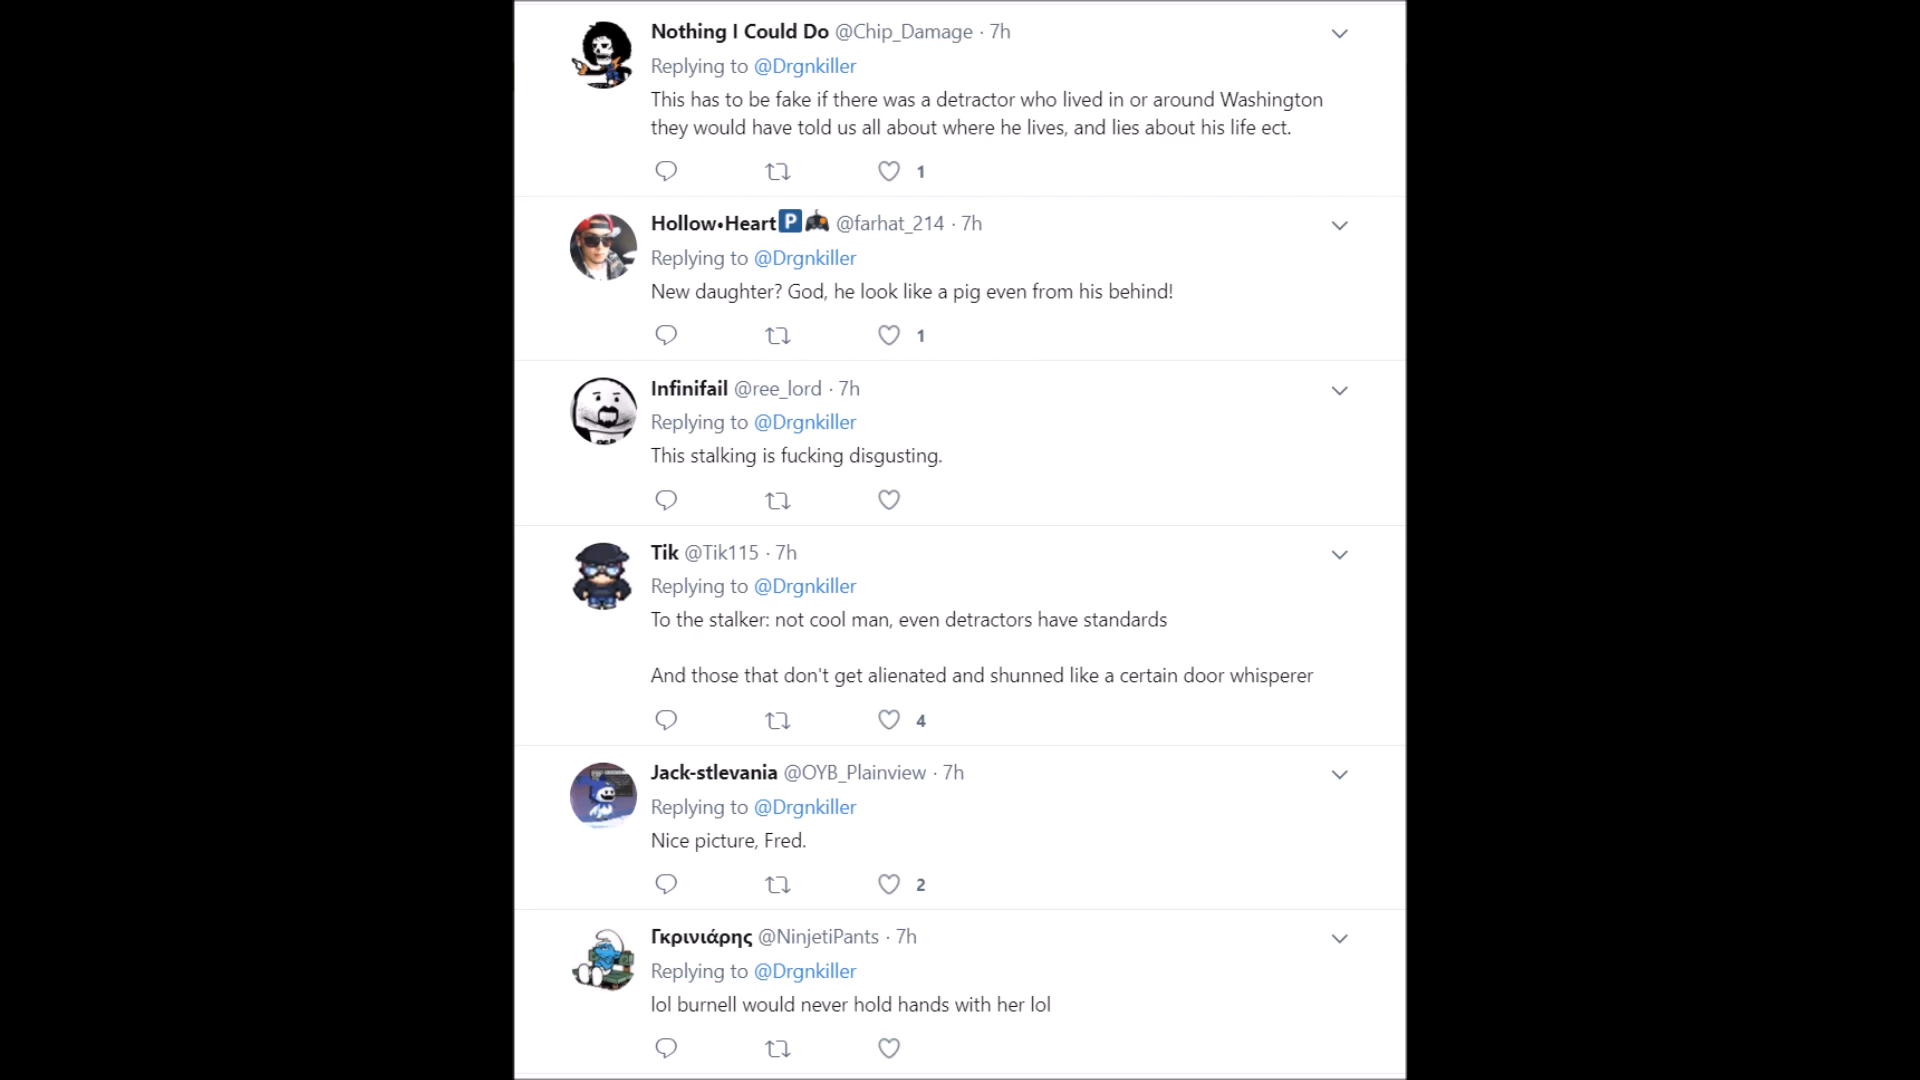 Nothing I Could Do @Chip_Damage · 7h
Replying to @Drgnkiller
This has to be fake if there was a detractor who lived in or around Washington
they would have told us all about where he lives, and lies about his life ect.
1
Hollow•Heart🅿 @farhat_214 · 7h
Replying to @Drgnkiller
New daughter? God, he look like a pig even from his behind!
1
Infinifail @ree_lord · 7h
Replying to @Drgnkiller
This stalking is fucking disgusting.
Tik @Tik115 · 7h
Replying to @Drgnkiller
To the stalker: not cool man, even detractors have standards
And those that don't get alienated and shunned like a certain door whisperer
4
Jack-stlevania @OYB_Plainview · 7h
Replying to @Drgnkiller
Nice picture, Fred.
2
Γκρινιάρης @NinjetiPants · 7h
Replying to @Drgnkiller
lol burnell would never hold hands with her lol